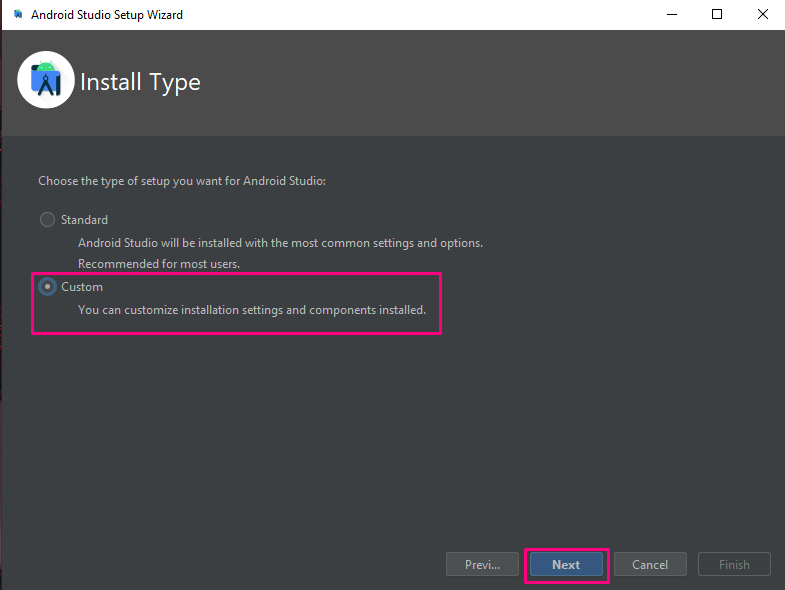 Android Studio Setup Wizard
Install Type
Choose the type of setup you want for Android Studio:
Standard
Android Studio will be installed with the most common settings and options.
Recommended for most users.
Custom
You can customize installation settings and components installed.
Previ...
Next
Cancel
Finish